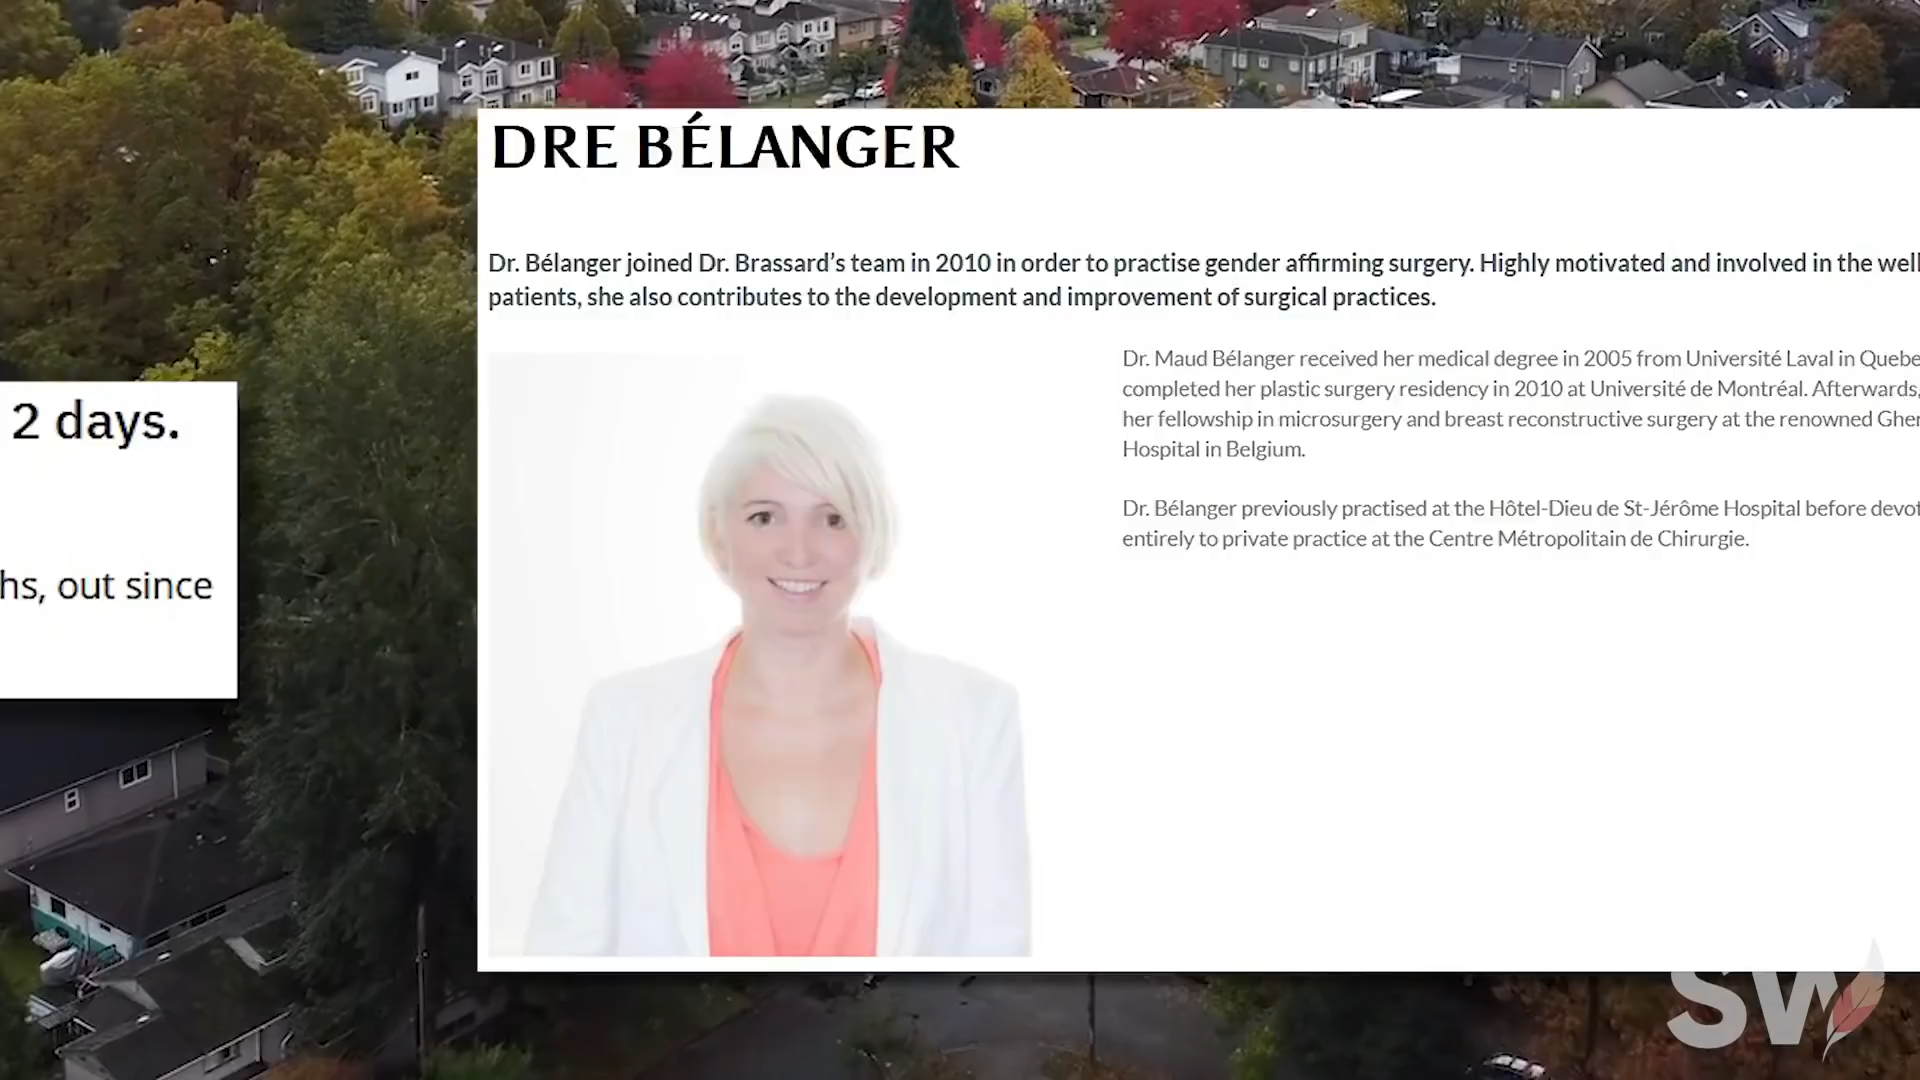 DRE BÉLANGER
Dr. Bélanger joined Dr. Brassard’s team in 2010 in order to practise gender affirming surgery. Highly motivated and involved in the
patients, she also contributes to the development and improvement of surgical practices.
Dr. Maud Bélanger received her medical degree in 2005 from Université Laval in
completed her plastic surgery residency in 2010 at Université de Montréal. Afterwards,
her fellowship in microsurgery and breast reconstructive surgery at the renowned
Hospital in Belgium.
Dr. Bélanger previously practised at the Hôtel-Dieu de St-Jérôme Hospital before
entirely to private practice at the Centre Métropolitain de Chirurgie.
2 days.
hs, out since
SW